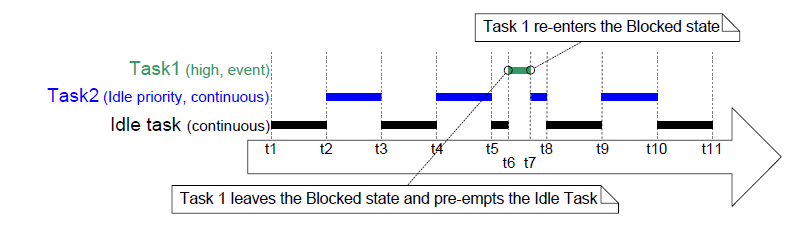 Task 1 re-enters the Blocked state
Task1 (high, event)
Task2 (Idle priority, continuous)
Idle task (continuous)
t1 t2 t3 t4 t5 t8 t9 t10 t11
t6 t7
Task 1 leaves the Blocked state and pre-empts the Idle Task